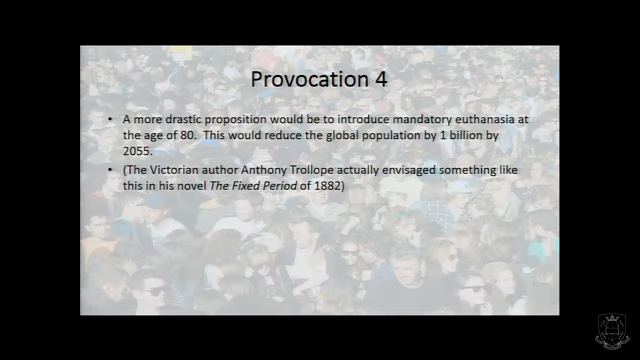 Provocation 4
• A more drastic proposition would be to introduce mandatory euthanasia at
the age of 80. This would reduce the global population by 1 billion by
2055.
• (The Victorian author Anthony Trollope actually envisaged something like
this in his novel The Fixed Period of 1882)